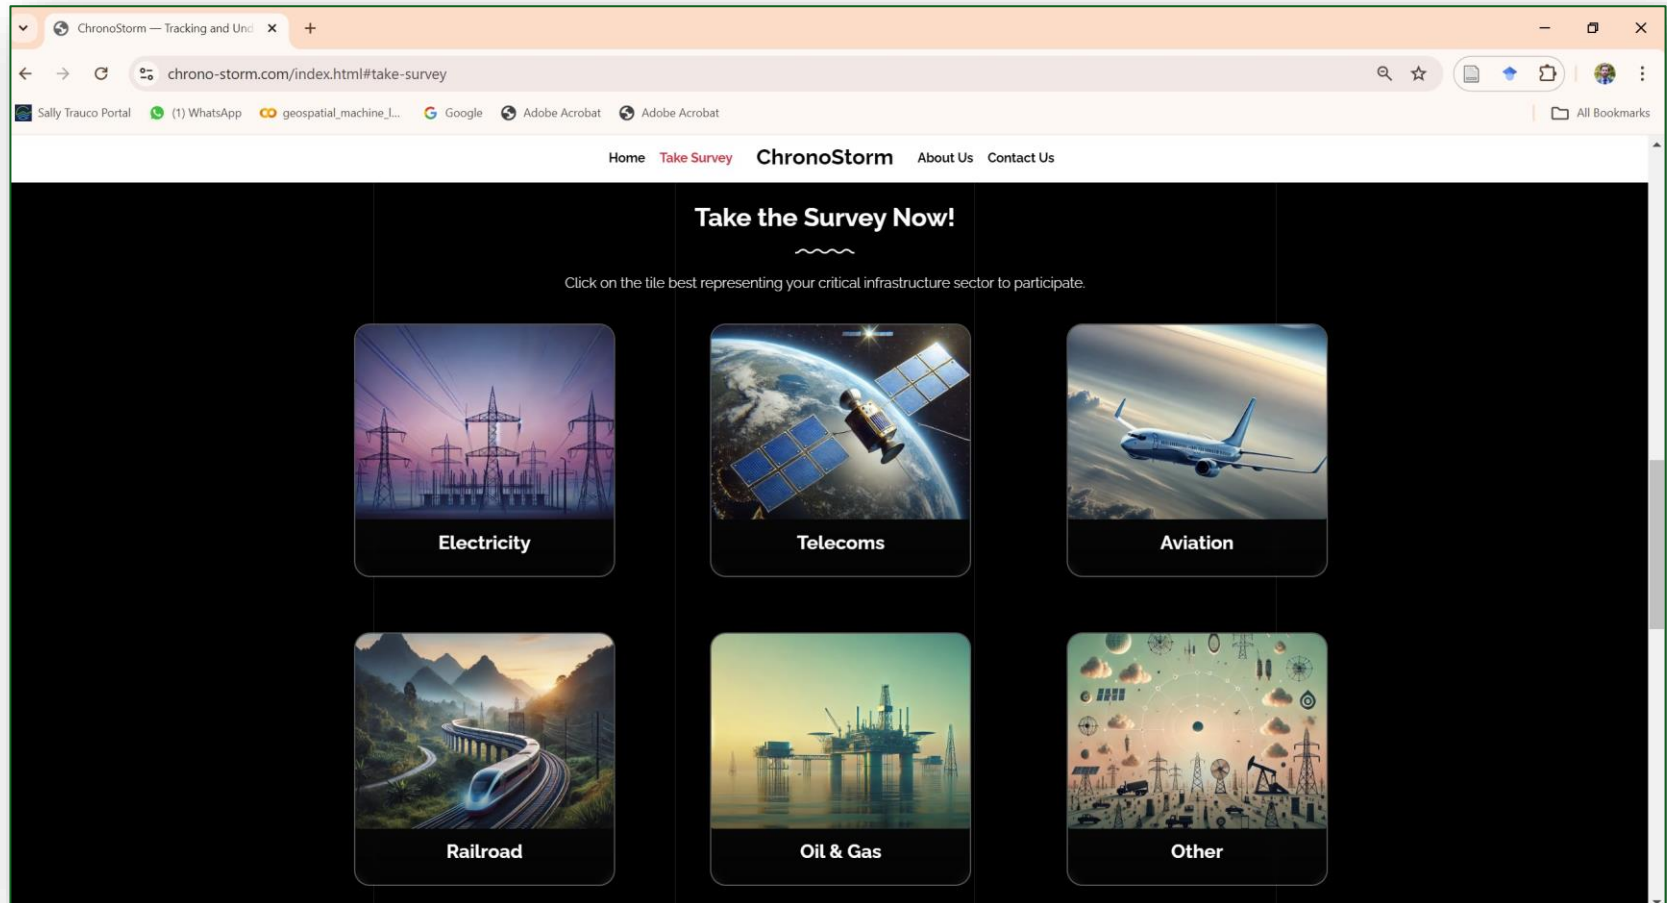 ChronoStorm — Tracking and Und
chrono-storm.com/index.html#take-survey
Sally Trauco Portal (1) WhatsApp geospatial_machine_l... Google Adobe Acrobat Adobe Acrobat All Bookmarks
Home Take Survey ChronoStorm About Us Contact Us
Take the Survey Now!
Click on the tile best representing your critical infrastructure sector to participate.
Electricity Telecoms Aviation
Railroad Oil & Gas Other